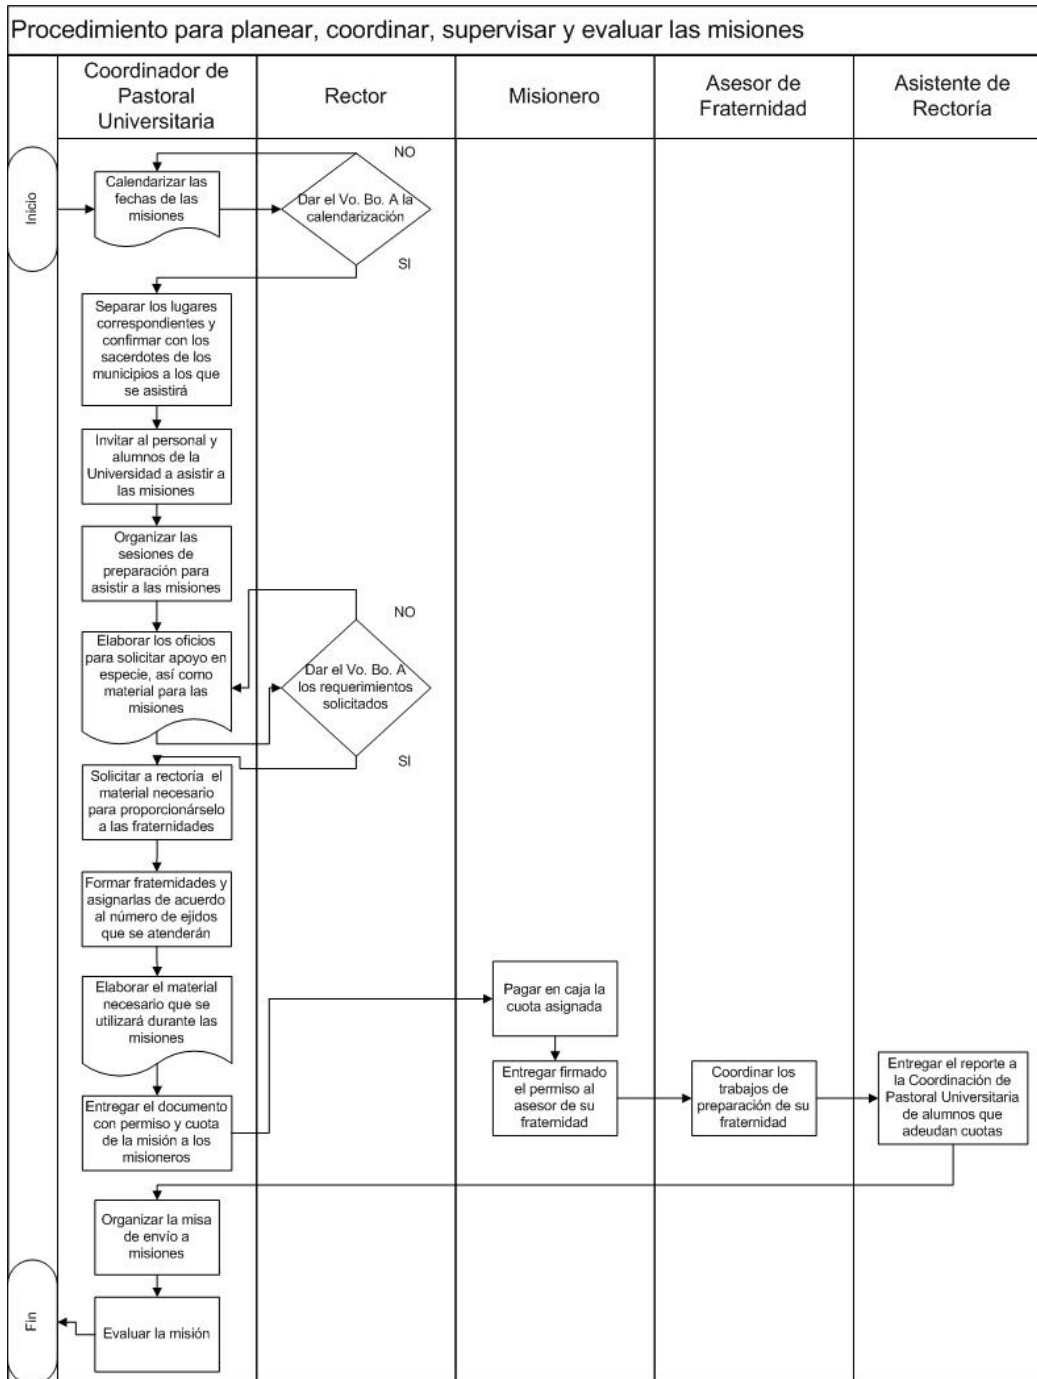 Procedimiento para planear, coordinar, supervisar y evaluar las misiones
Coordinador de
Pastoral
Universitaria
Rector
Misionero
Asesor de
Fraternidad
Asistente de
Rectoría
Inicio
Calendarizar las
fechas de las
misiones
NO
Dar el Vo. Bo. A la
calendarización
SI
Separar los lugares
correspondientes y
confirmar con los
sacerdotes de los
municipios a los que
se asistirá
Invitar al personal y
alumnos de la
Universidad a asistir a
las misiones
Organizar las
sesiones de
preparación para
asistir a las misiones
NO
Elaborar los oficios
para solicitar apoyo en
especie, así como
material para las
misiones
Dar el Vo. Bo. A
los requerimientos
solicitados
SI
Solicitar a rectoría el
material necesario
para proporcionárselo
a las fraternidades
Formar fraternidades y
asignarlas de acuerdo
al número de ejidos
que se atenderán
Elaborar el material
necesario que se
utilizará durante las
misiones
Pagar en caja la
cuota asignada
Entregar el documento
con permiso y cuota
de la misión a los
misioneros
Entregar firmado
el permiso al
asesor de su
fraternidad
Coordinar los
trabajos de
preparación de su
fraternidad
Entregar el reporte a
la Coordinación de
Pastoral Universitaria
de alumnos que
adeudan cuotas
Organizar la misa
de envío a
misiones
Evaluar la misión
Fin